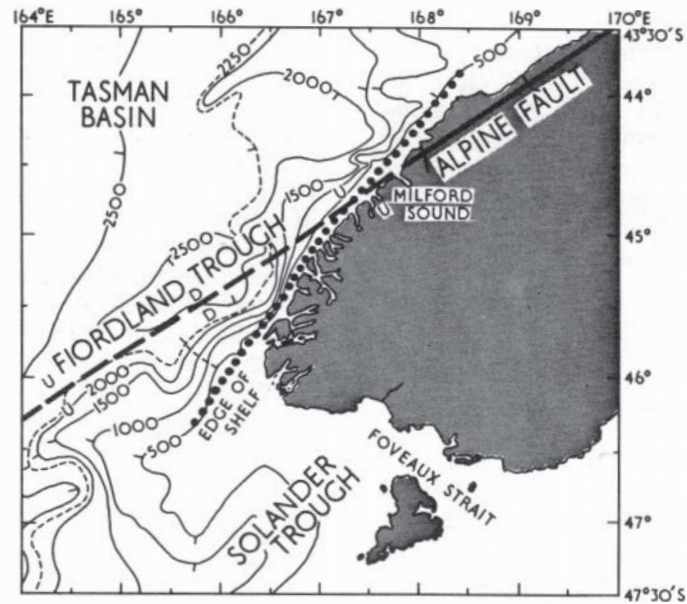 164°E 165° 166° 167° 168° 169° 170°E
43°30'S
500
2250
2000
TASMAN
BASIN
44°
ALPINE FAULT
1500
U
MILFORD
SOUND
U
2500
45°
2500
FIORDLAND TROUGH
D
D
U
2000
U
1500
46°
1000
EDGE OF
SHELF
500
FOVEAUX STRAIT
SOLANDER
TROUGH
47°
47°30'S